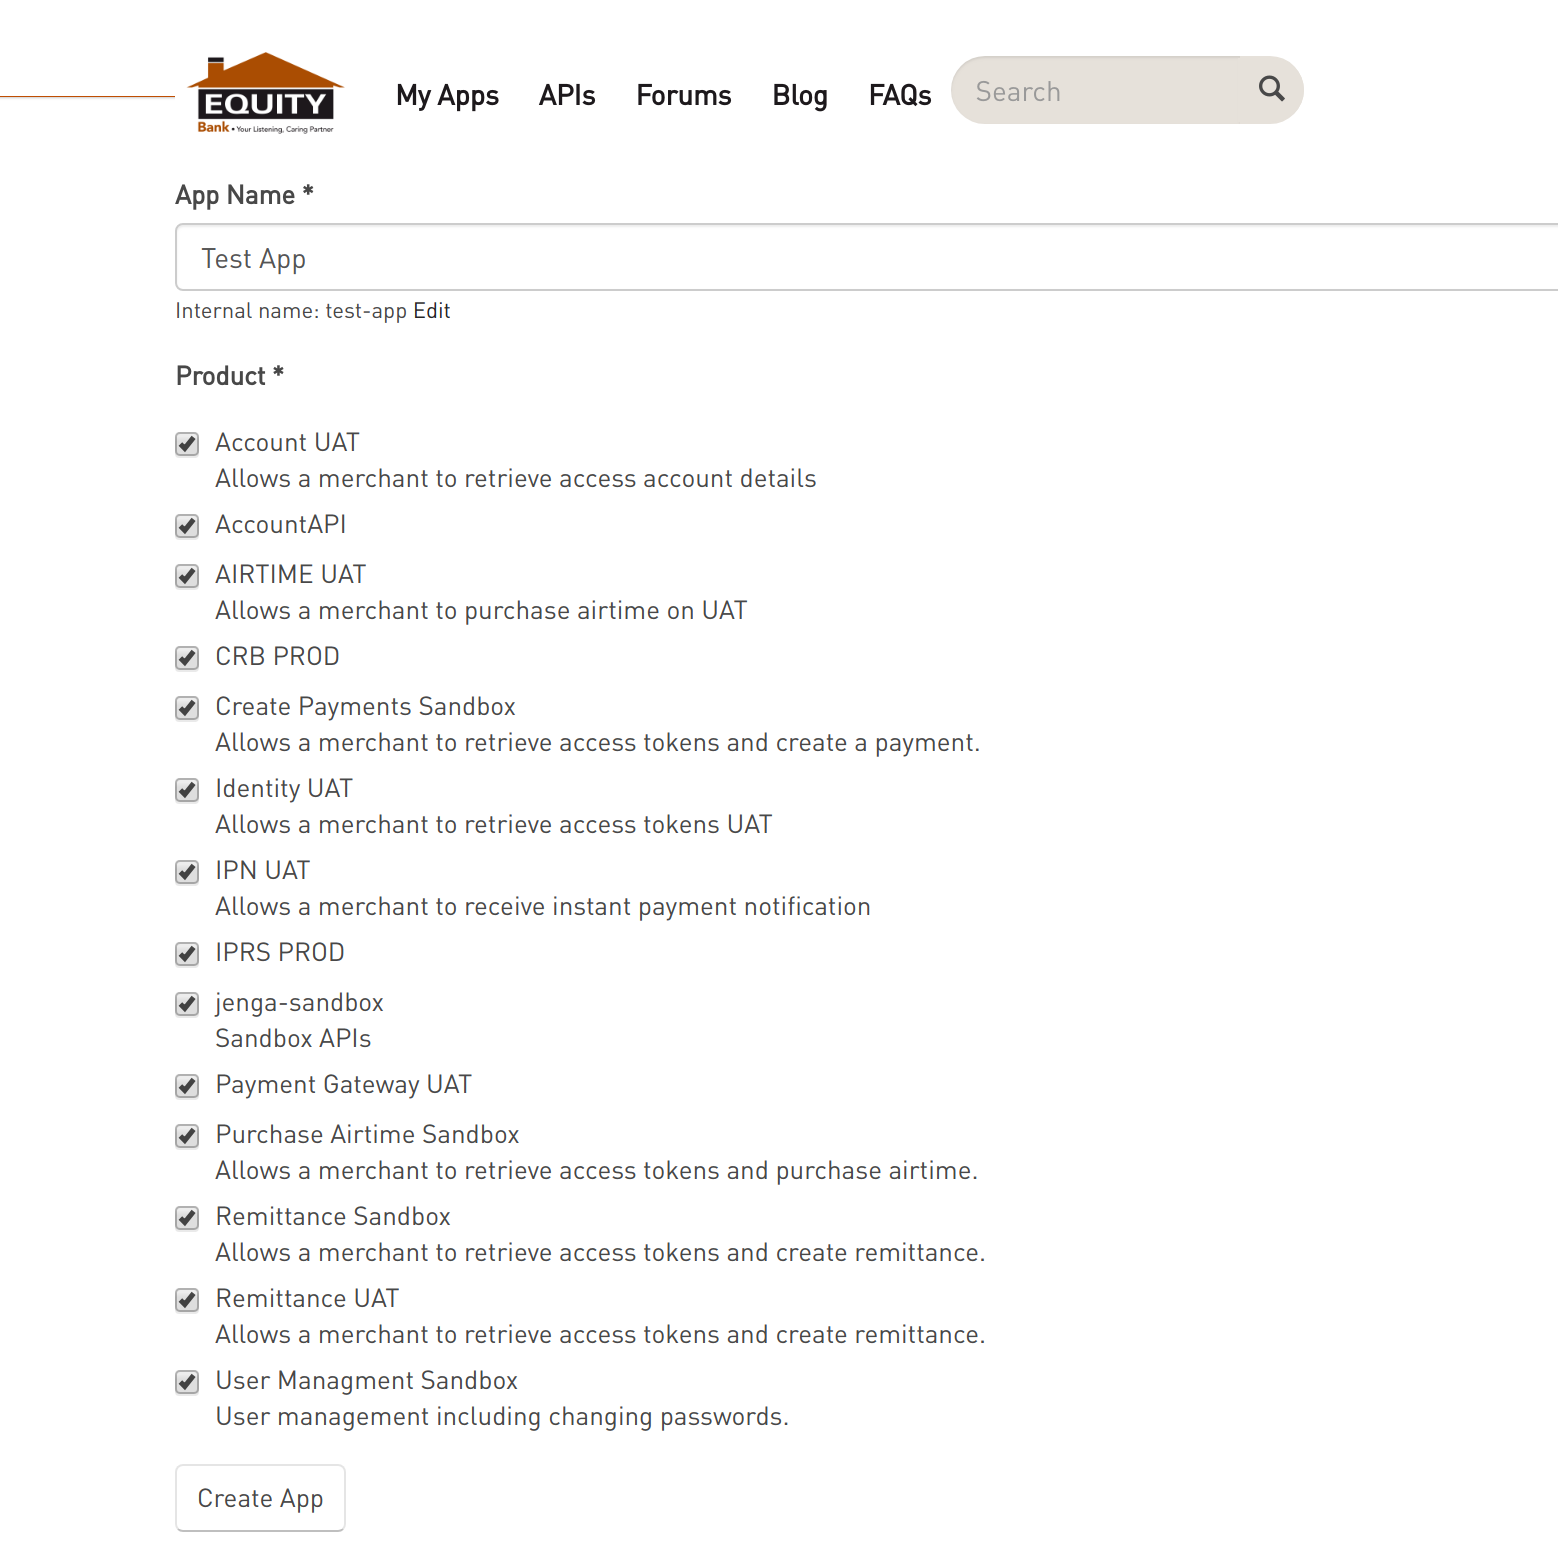 EQUITY
Bank • Your Listening, Caring Partner
My Apps APIs Forums Blog FAQs Search
App Name *
Test App
Internal name: test-app Edit
Product *
Account UAT
Allows a merchant to retrieve access account details
AccountAPI
AIRTIME UAT
Allows a merchant to purchase airtime on UAT
CRB PROD
Create Payments Sandbox
Allows a merchant to retrieve access tokens and create a payment.
Identity UAT
Allows a merchant to retrieve access tokens UAT
IPN UAT
Allows a merchant to receive instant payment notification
IPRS PROD
jenga-sandbox
Sandbox APIs
Payment Gateway UAT
Purchase Airtime Sandbox
Allows a merchant to retrieve access tokens and purchase airtime.
Remittance Sandbox
Allows a merchant to retrieve access tokens and create remittance.
Remittance UAT
Allows a merchant to retrieve access tokens and create remittance.
User Managment Sandbox
User management including changing passwords.
Create App